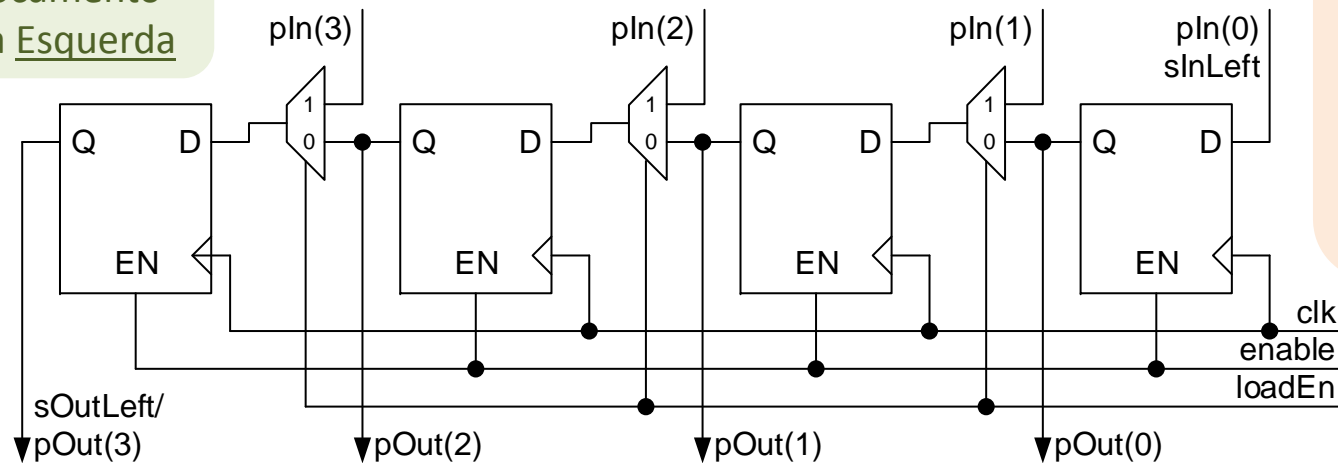 Esquerda
pIn(3)
pIn(2)
pIn(1)
pIn(0)
sInLeft
1
0
1
0
1
0
Q D
Q D
Q D
Q D
EN
EN
EN
EN
clk
enable
loadEn
sOutLeft/
pOut(3)
pOut(2)
pOut(1)
pOut(0)